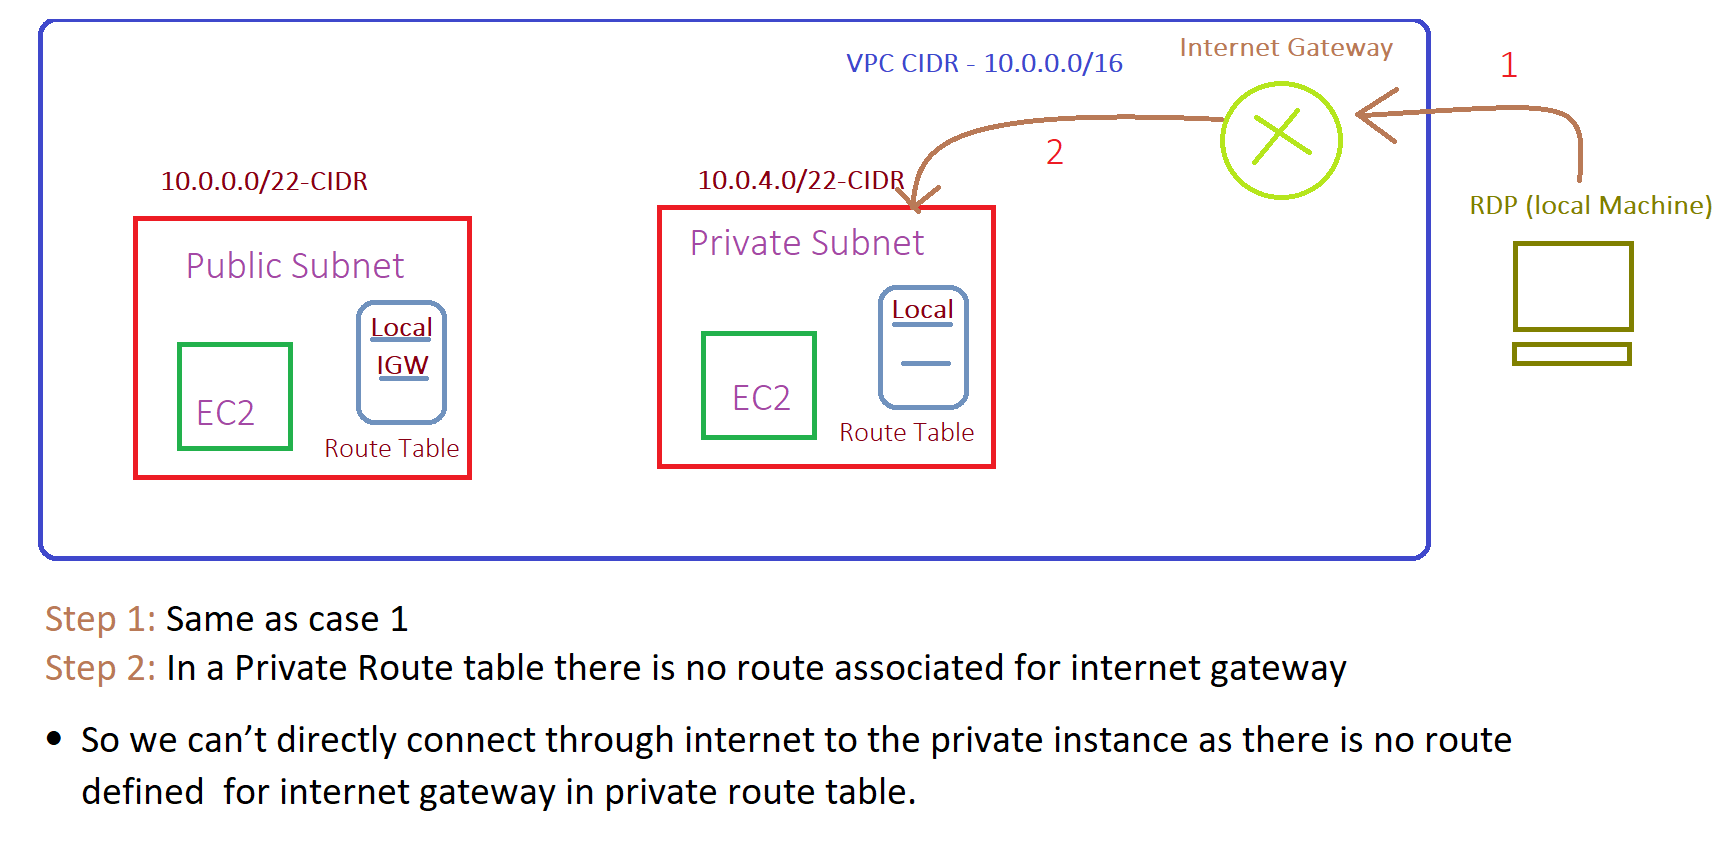 Internet Gateway
VPC CIDR - 10.0.0.0/16
1
2
10.0.0.0/22-CIDR
10.0.4.0/22-CIDR
RDP (local Machine)
Public Subnet
Local
IGW
EC2
Route Table
Private Subnet
Local
EC2
Route Table
Step 1: Same as case 1
Step 2: In a Private Route table there is no route associated for internet gateway
• So we can’t directly connect through internet to the private instance as there is no route
defined  for internet gateway in private route table.